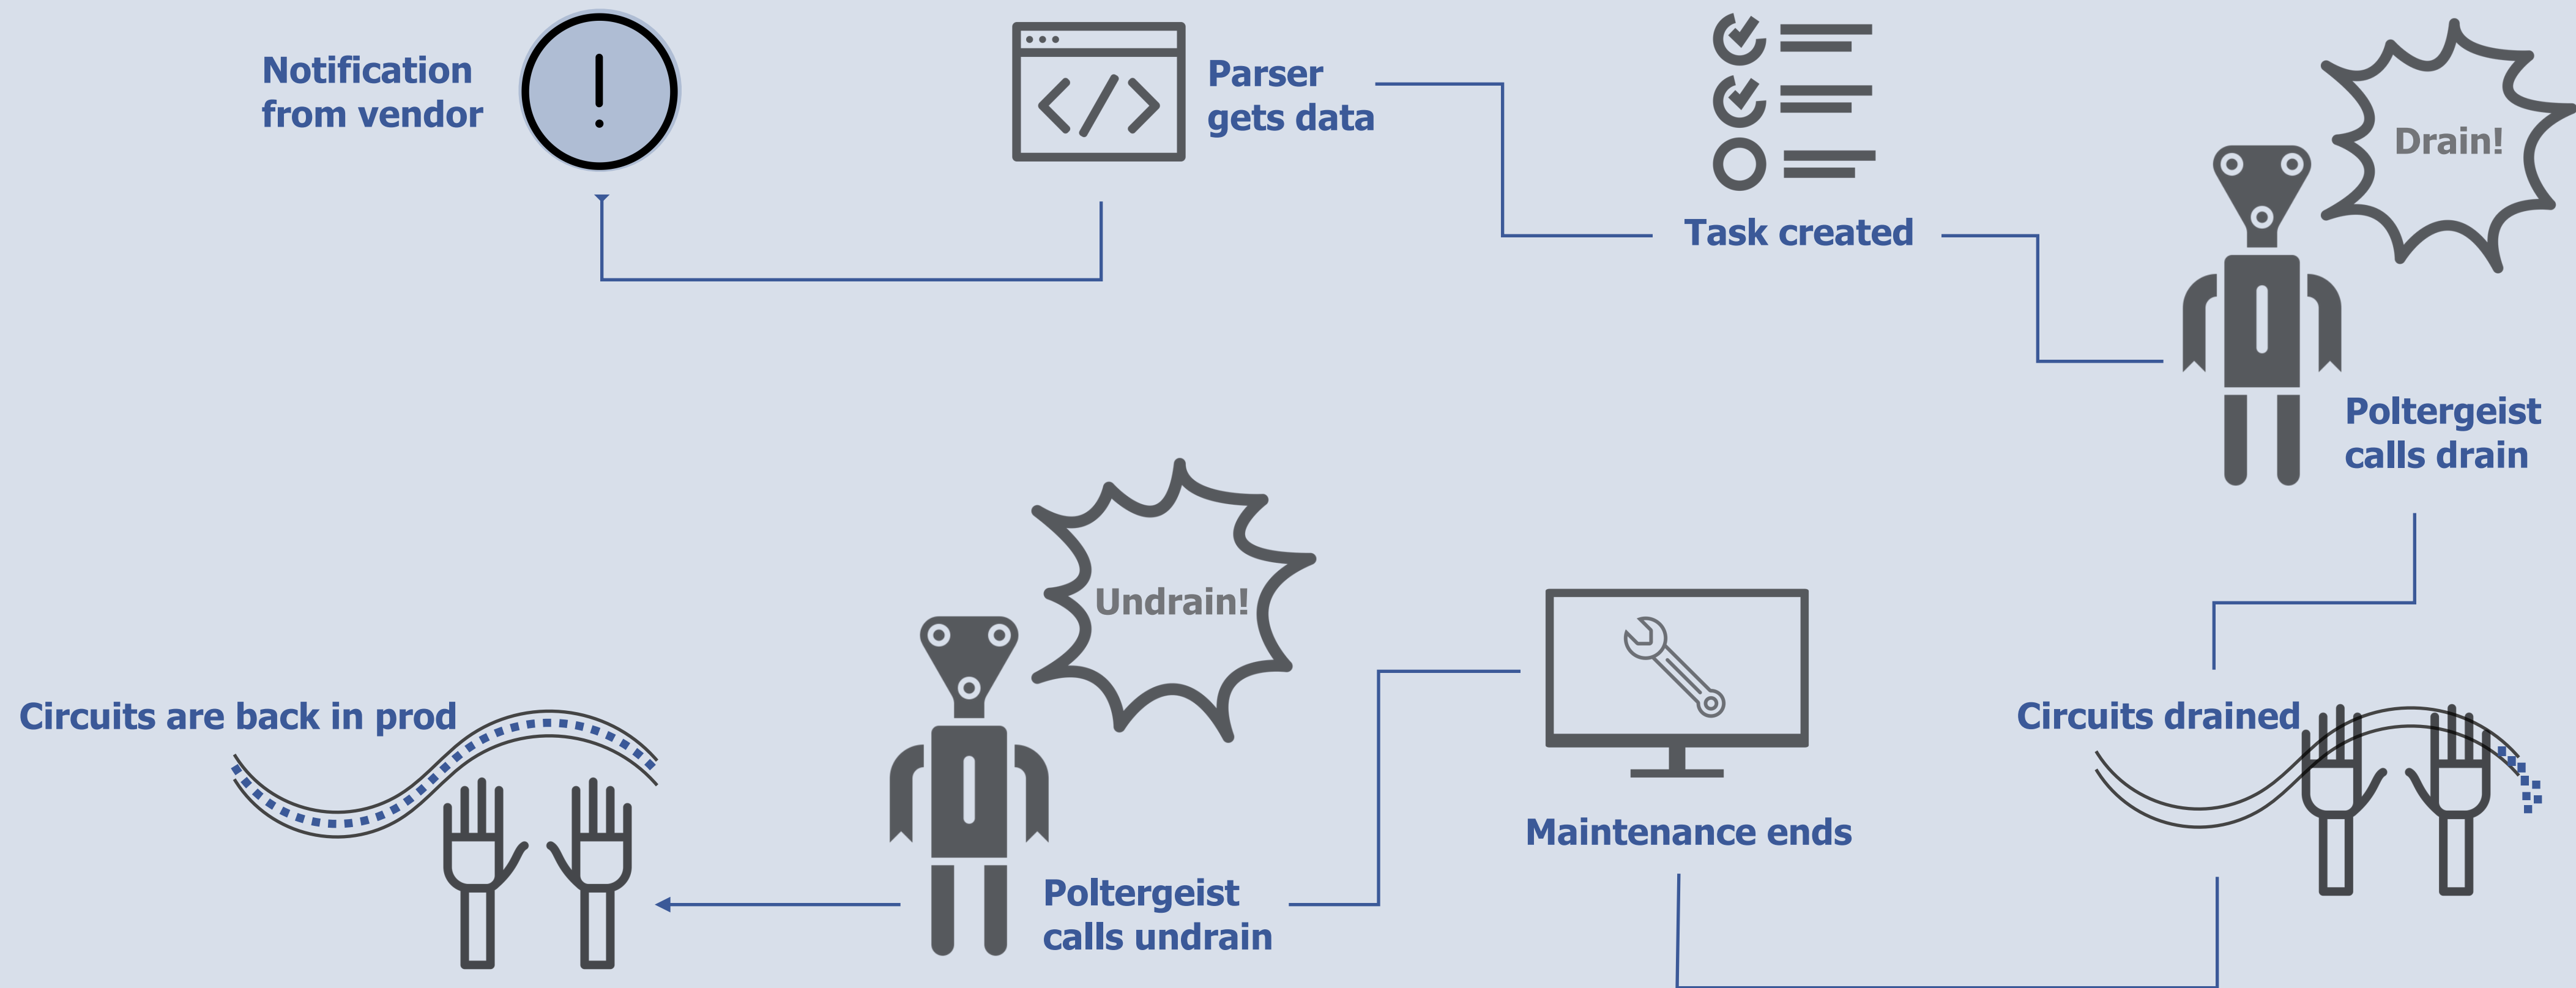 Notification
from vendor
Parser
gets data
Task created
Drain!
Poltergeist
calls drain
Circuits drained
Maintenance ends
Undrain!
Poltergeist
calls undrain
Circuits are back in prod